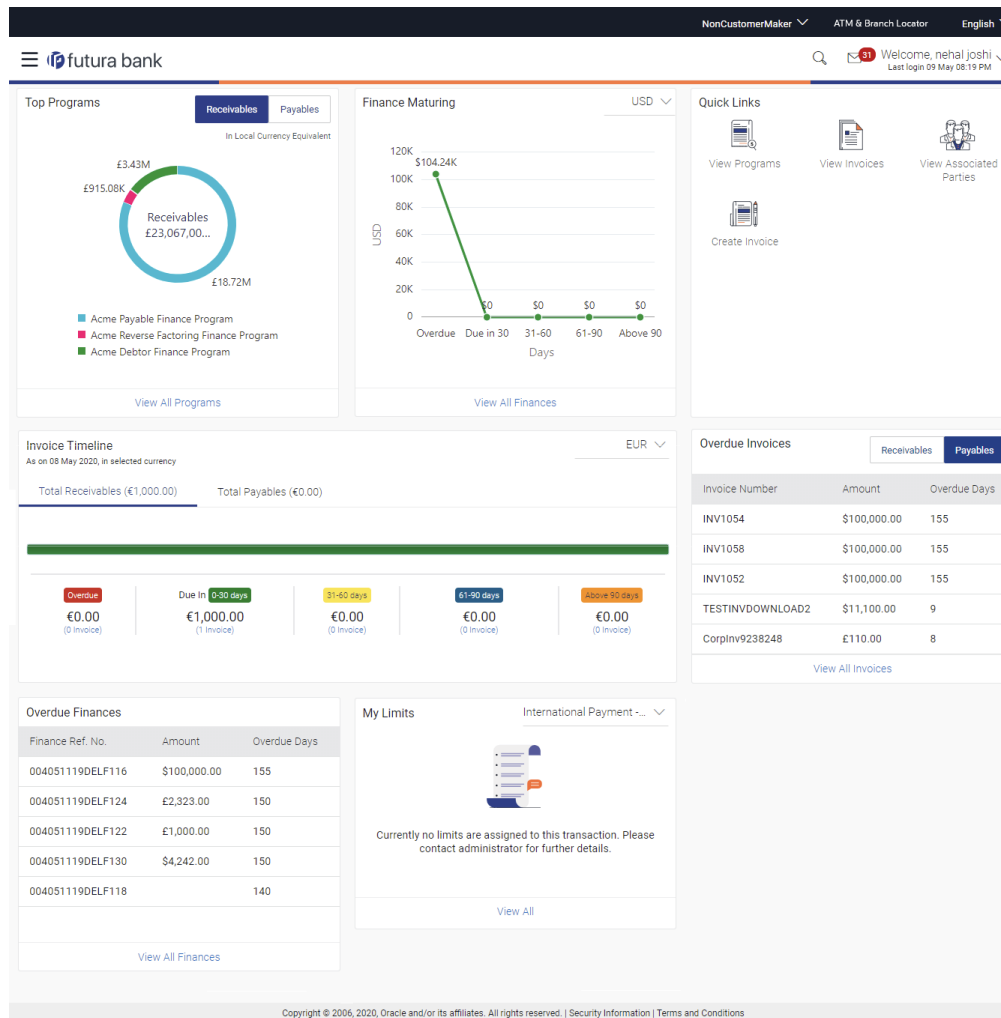 NonCustomerMaker ATM & Branch Locator English
futura bank 31 Welcome, nehal joshi
Last login 09 May 08:19 PM
Top Programs Receivables Payables
In Local Currency Equivalent
£3.43M
£915.08K
Receivables
£23,067,00...
£18.72M
Acme Payable Finance Program
Acme Reverse Factoring Finance Program
Acme Debtor Finance Program
View All Programs
Finance Maturing USD
120K
$104.24K
100K
80K
60K
USD
40K
20K
0
$0 $0 $0 $0
Overdue Due in 30 31-60 61-90 Above 90
Days
View All Finances
Quick Links
View Programs View Invoices View Associated
Parties
Create Invoice
Invoice Timeline EUR
As on 08 May 2020, in selected currency
Total Receivables (€1,000.00) Total Payables (€0.00)
Overdue Due In 0-30 days 31-60 days 61-90 days Above 90 days
€0.00 €1,000.00 €0.00 €0.00 €0.00
(0 Invoice) (1 Invoice) (0 Invoice) (0 Invoice) (0 Invoice)
Overdue Invoices Receivables Payables
Invoice Number Amount Overdue Days
INV1054 $100,000.00 155
INV1058 $100,000.00 155
INV1052 $100,000.00 155
TESTINVDOWNLOAD2 $11,100.00 9
CorpInv9238248 £110.00 8
View All Invoices
Overdue Finances
Finance Ref. No. Amount Overdue Days
004051119DELF116 $100,000.00 155
004051119DELF124 £2,323.00 150
004051119DELF122 £1,000.00 150
004051119DELF130 $4,242.00 150
004051119DELF118 140
View All Finances
My Limits International Payment -...
Currently no limits are assigned to this transaction. Please
contact administrator for further details.
View All
Copyright © 2006, 2020, Oracle and/or its affiliates. All rights reserved. | Security Information | Terms and Conditions